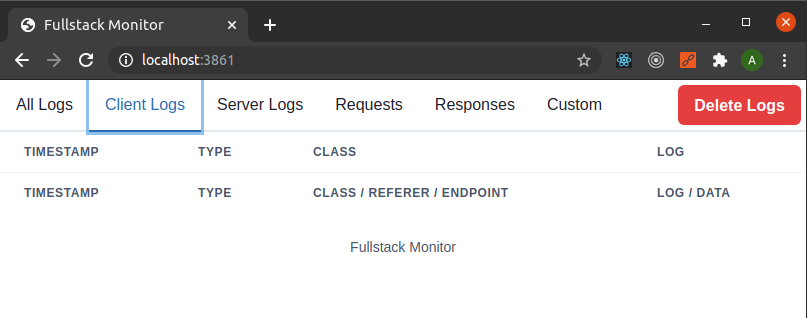 Fullstack Monitor
localhost:3861
A
All Logs Client Logs Server Logs Requests Responses Custom Delete Logs
TIMESTAMP TYPE CLASS LOG
TIMESTAMP TYPE CLASS / REFERER / ENDPOINT LOG / DATA
Fullstack Monitor